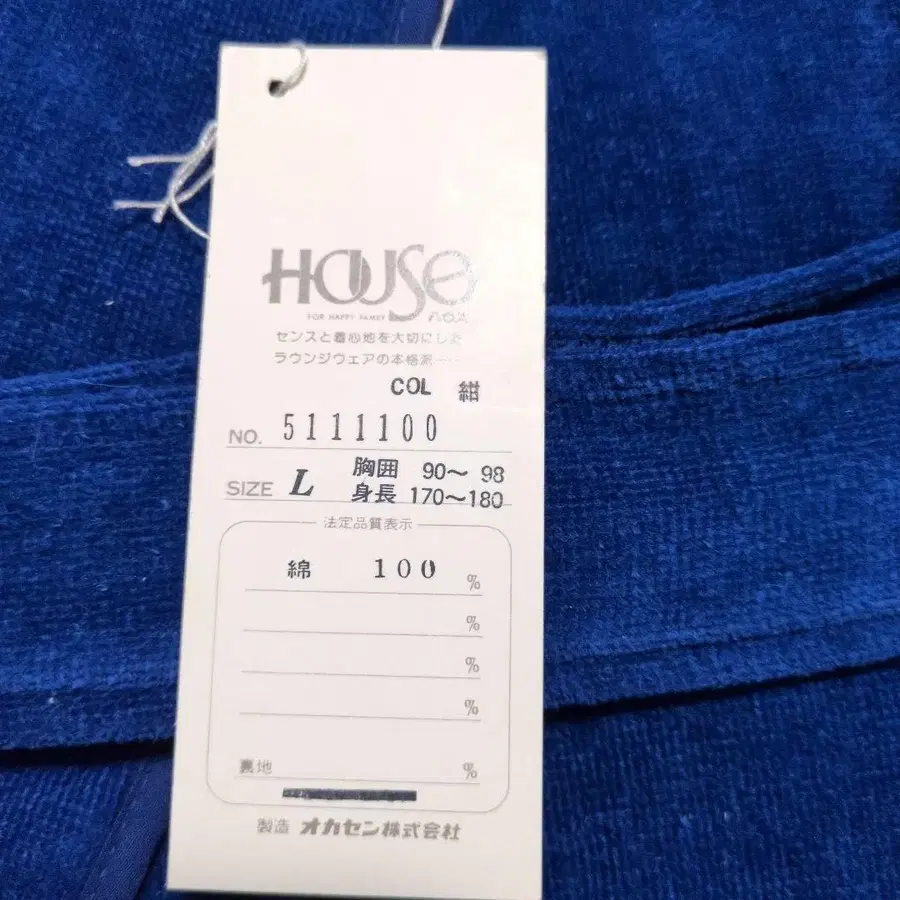 HOUSE
FOR HAPPY FAMILY ハウス
センスと着心地を大切にした
ラウンジウェアの本格派……
COL 紺
NO. 5111100
SIZE L 胸囲 90〜98
身長 170〜180
法定品質表示
綿 100 %
%
%
%
裏地 %
製造 オカセン株式会社